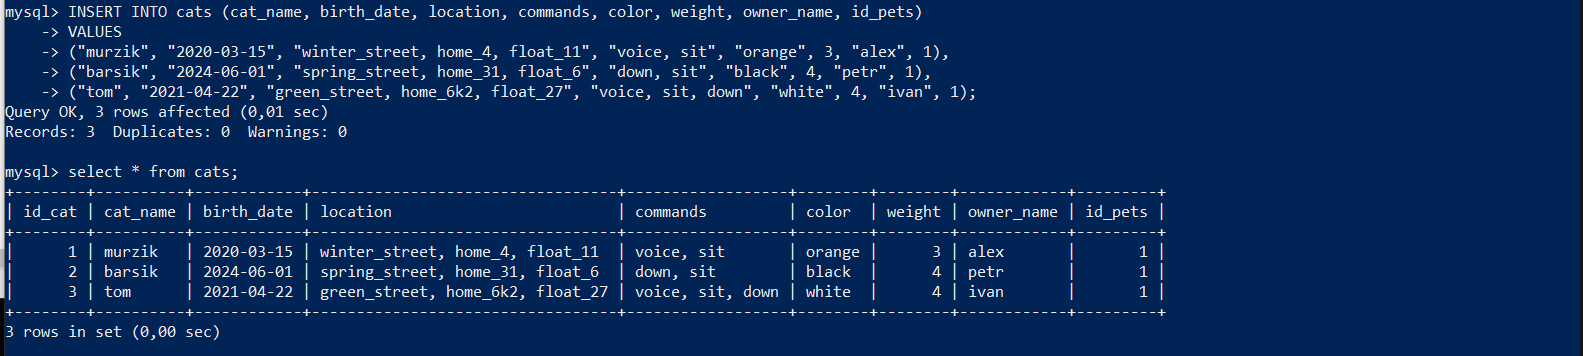 mysql> INSERT INTO cats (cat_name, birth_date, location, commands, color, weight, owner_name, id_pets)
    -> VALUES
    -> ("murzik", "2020-03-15", "winter_street, home_4, float_11", "voice, sit", "orange", 3, "alex", 1),
    -> ("barsik", "2024-06-01", "spring_street, home_31, float_6", "down, sit", "black", 4, "petr", 1),
    -> ("tom", "2021-04-22", "green_street, home_6k2, float_27", "voice, sit, down", "white", 4, "ivan", 1);
Query OK, 3 rows affected (0,01 sec)
Records: 3  Duplicates: 0  Warnings: 0
mysql> select * from cats;
+--------+----------+------------+----------------------------------+------------------+--------+--------+------------+---------+
| id_cat | cat_name | birth_date | location                         | commands         | color  | weight | owner_name | id_pets |
+--------+----------+------------+----------------------------------+------------------+--------+--------+------------+---------+
|      1 | murzik   | 2020-03-15 | winter_street, home_4, float_11  | voice, sit       | orange |      3 | alex       |       1 |
|      2 | barsik   | 2024-06-01 | spring_street, home_31, float_6  | down, sit        | black  |      4 | petr       |       1 |
|      3 | tom      | 2021-04-22 | green_street, home_6k2, float_27 | voice, sit, down | white  |      4 | ivan       |       1 |
+--------+----------+------------+----------------------------------+------------------+--------+--------+------------+---------+
3 rows in set (0,00 sec)